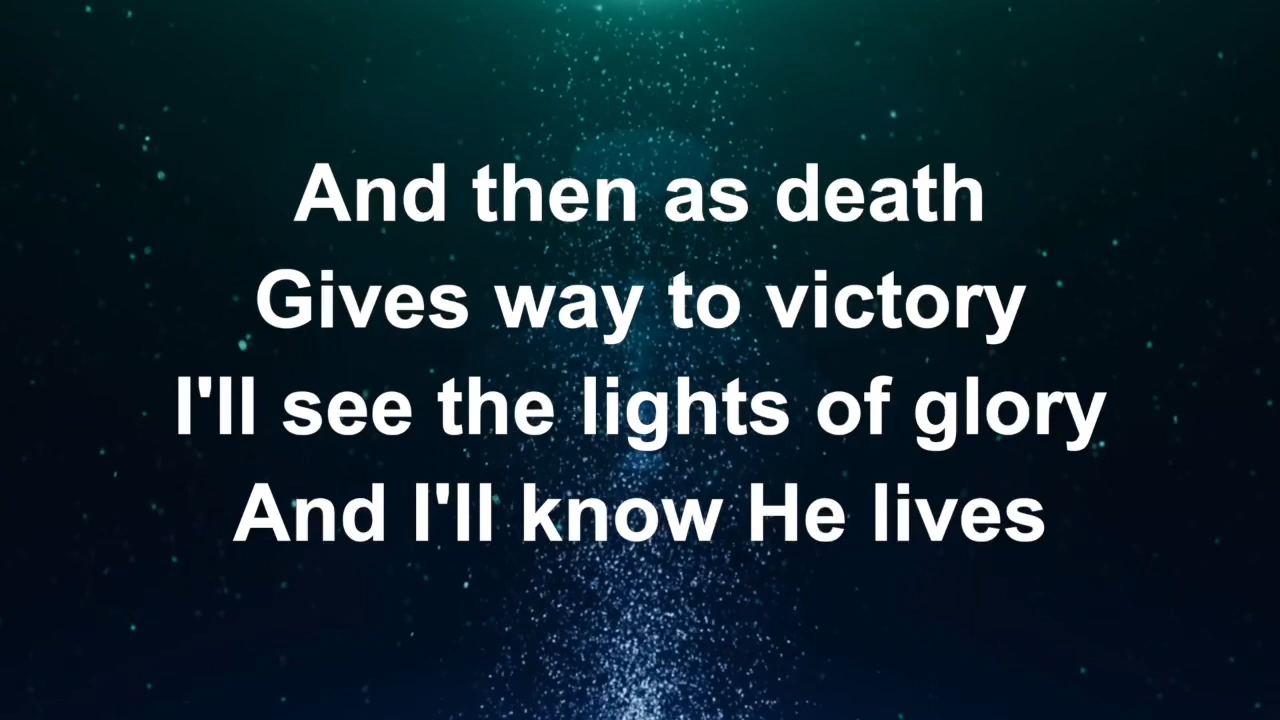 And then as death
Gives way to victory
I'll see the lights of glory
And I'll know He lives